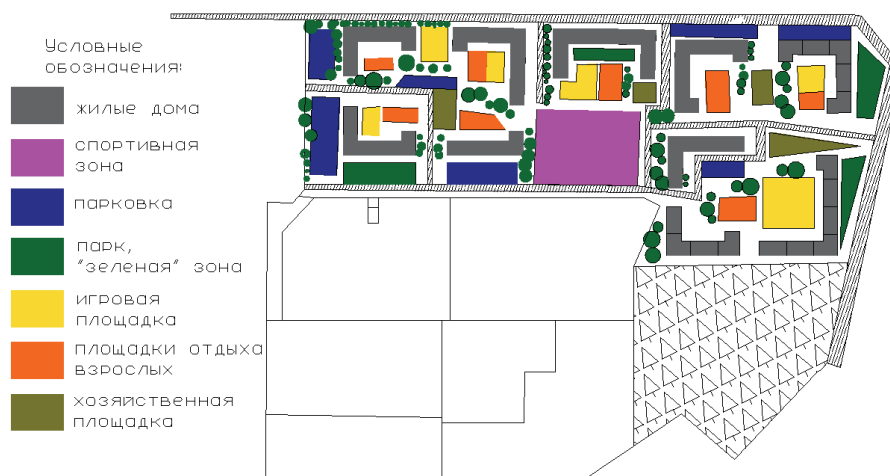 Условные
обозначения:
жилые дома
спортивная
зона
парковка
парк,
"зеленая" зона
игровая
площадка
площадки отдыха
взрослых
хозяйственная
площадка